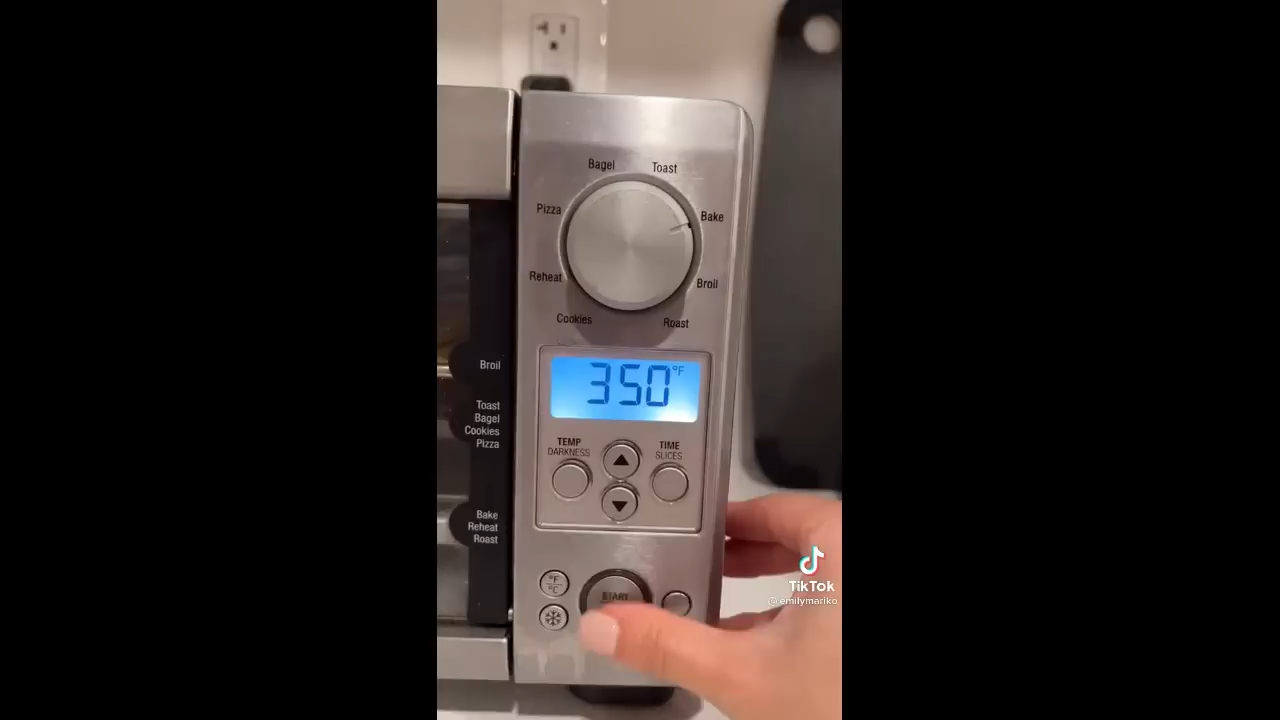 Bagel
Toast
Pizza
Bake
Reheat
Broil
Cookies
Roast
350°F
Broil
Toast
Bagel
Cookies
Pizza
TEMP
DARKNESS
TIME
SLICES
Bake
Reheat
Roast
°F
°C
START
TikTok
@emilymariko